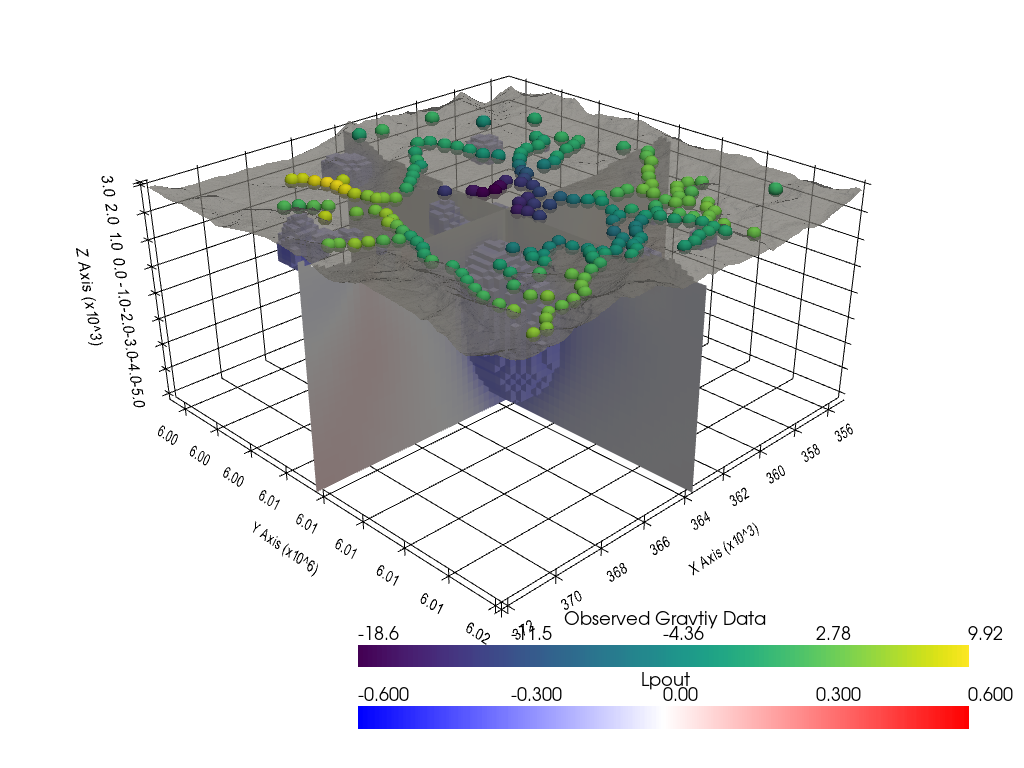 3.0 2.0 1.0 0.0 -1.0-2.0-3.0-4.0-5.0
Z Axis (x10^3)
6.00
6.00
6.00
6.01
6.01
6.01
6.01
6.01
6.02
Y Axis (x10^6)
356
358
360
362
364
366
368
370
372
X Axis (x10^3)
Observed Gravtiy Data
-18.6 -11.5 -4.36 2.78 9.92
Lpout
-0.600 -0.300 0.00 0.300 0.600